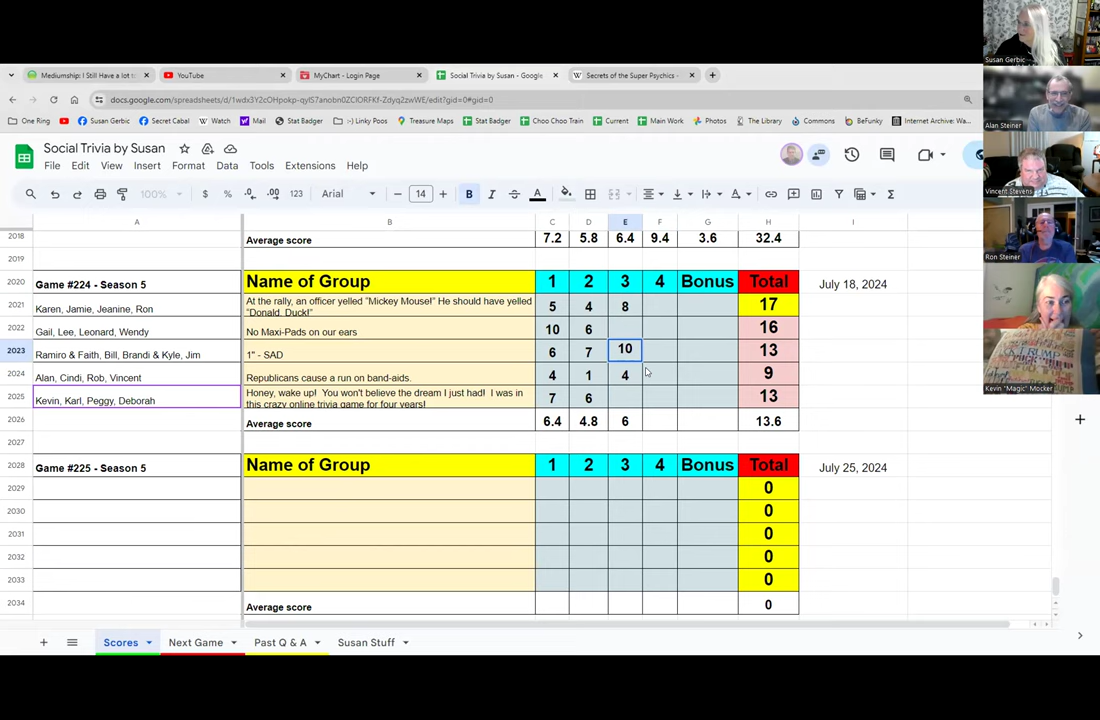 Mediumship: I Still Have a lot t
YouTube
MyChart - Login Page
Social Trivia by Susan - Google
Secrets of the Super Psychics -
docs.google.com/spreadsheets/d/
One Ring
Susan Gerbic
Secret Cabal
Watch
Mail
Stat Badger
:-) Linky Poos
Treasure Maps
Stat Badger
Choo Choo Train
Current
Main Work
Photos
The Library
Commons
BeFunky
Internet Archive: Wa...
Social Trivia by Susan
File Edit View Insert Format Data Tools Extensions Help
100% $ % .0 .00 123 Arial 14 B I S A
A B C D E F G H I
2018 Average score 7.2 5.8 6.4 9.4 3.6 32.4
2019
2020 Game #224 - Season 5 Name of Group 1 2 3 4 Bonus Total July 18, 2024
2021 Karen, Jamie, Jeanine, Ron At the rally, an officer yelled "Mickey Mouse!" He should have yelled 5 4 8 17
"Donald, Duck!"
2022 Gail, Lee, Leonard, Wendy No Maxi-Pads on our ears 10 6 16
2023 Ramiro & Faith, Bill, Brandi & Kyle, Jim 1" - SAD 6 7 10 13
2024 Alan, Cindi, Rob, Vincent Republicans cause a run on band-aids. 4 1 4 9
2025 Kevin, Karl, Peggy, Deborah Honey, wake up! You won't believe the dream I just had! I was in 7 6 13
this crazy online trivia game for four years!
2026 Average score 6.4 4.8 6 13.6
2027
2028 Game #225 - Season 5 Name of Group 1 2 3 4 Bonus Total July 25, 2024
2029 0
2030 0
2031 0
2032 0
2033 0
2034 Average score 0
Scores Next Game Past Q & A Susan Stuff
Susan Gerbic
Alan Steiner
Vincent Stevens
Ron Steiner
TRUMP
Kevin "Magic" Mocker